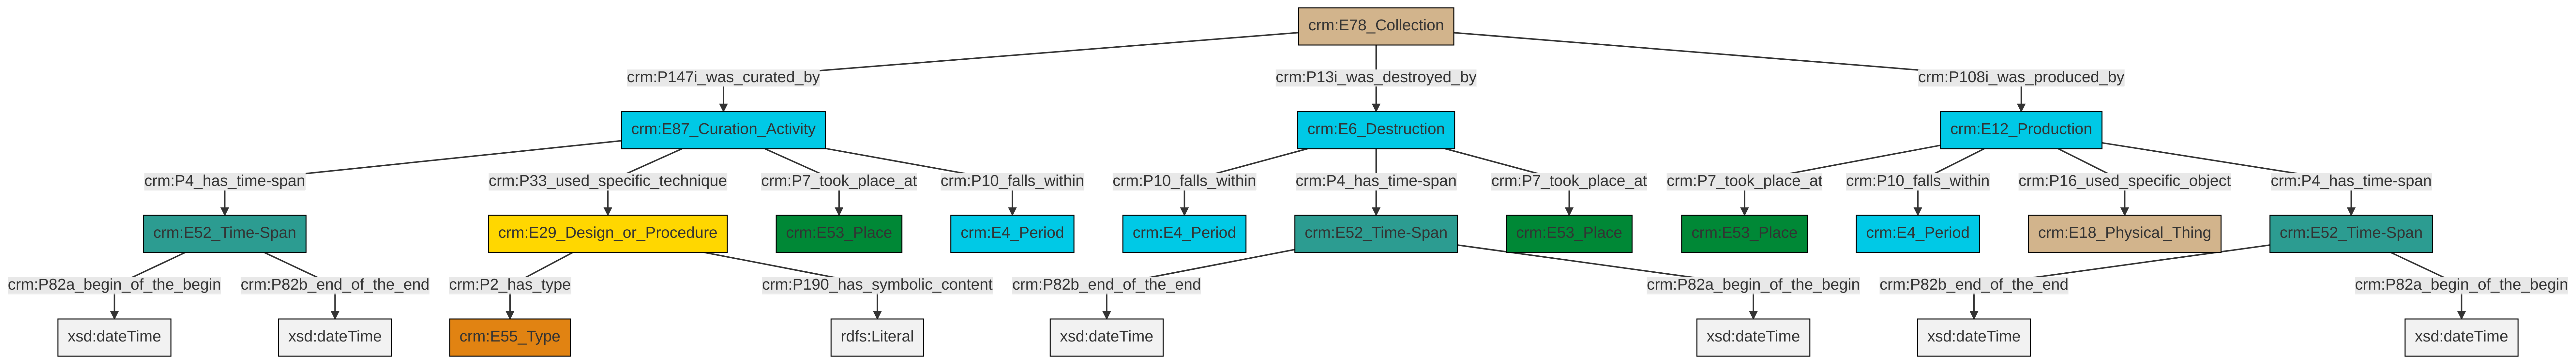 crm:E78_Collection
crm:P147i_was_curated_by
crm:P13i_was_destroyed_by
crm:P108i_was_produced_by
crm:E87_Curation_Activity
crm:E6_Destruction
crm:E12_Production
crm:P4_has_time-span
crm:P33_used_specific_technique
crm:P7_took_place_at
crm:P10_falls_within
crm:P10_falls_within
crm:P4_has_time-span
crm:P7_took_place_at
crm:P7_took_place_at
crm:P10_falls_within
crm:P16_used_specific_object
crm:P4_has_time-span
crm:E52_Time-Span
crm:E29_Design_or_Procedure
crm:E53_Place
crm:E4_Period
crm:E4_Period
crm:E52_Time-Span
crm:E53_Place
crm:E53_Place
crm:E4_Period
crm:E18_Physical_Thing
crm:E52_Time-Span
crm:P82a_begin_of_the_begin
crm:P82b_end_of_the_end
crm:P2_has_type
crm:P190_has_symbolic_content
crm:P82b_end_of_the_end
crm:P82a_begin_of_the_begin
crm:P82b_end_of_the_end
crm:P82a_begin_of_the_begin
xsd:dateTime
xsd:dateTime
crm:E55_Type
rdfs:Literal
xsd:dateTime
xsd:dateTime
xsd:dateTime
xsd:dateTime